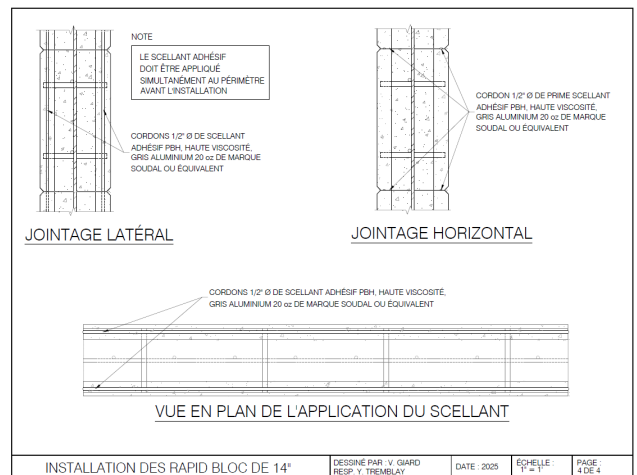 NOTE
LE SCELLANT ADHÉSIF
DOIT ÊTRE APPLIQUÉ
SIMULTANÉMENT AU PÉRIMÈTRE
AVANT L'INSTALLATION
CORDONS 1/2" Ø DE SCELLANT
ADHÉSIF PBH, HAUTE VISCOSITÉ,
GRIS ALUMINIUM 20 oz DE MARQUE
SOUDAL OU ÉQUIVALENT
JOINTAGE LATÉRAL
CORDON 1/2" Ø DE PRIME SCELLANT
ADHÉSIF PBH, HAUTE VISCOSITÉ,
GRIS ALUMINIUM 20 oz DE MARQUE
SOUDAL OU ÉQUIVALENT
JOINTAGE HORIZONTAL
CORDONS 1/2" Ø DE SCELLANT ADHÉSIF PBH, HAUTE VISCOSITÉ,
GRIS ALUMINIUM 20 oz DE MARQUE SOUDAL OU ÉQUIVALENT
VUE EN PLAN DE L'APPLICATION DU SCELLANT
INSTALLATION DES RAPID BLOC DE 14"
DESSINÉ PAR : V. GIARD
RESP. Y. TREMBLAY
DATE : 2025
ÉCHELLE :
1" = 1'
PAGE :
4 DE 4